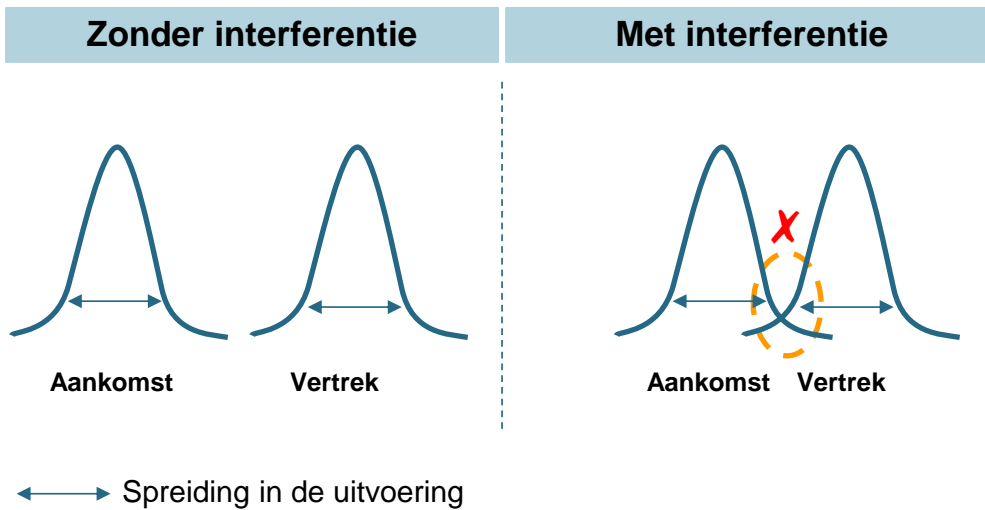 Zonder interferentie
Met interferentie
Aankomst
Vertrek
Aankomst
Vertrek
Spreiding in de uitvoering